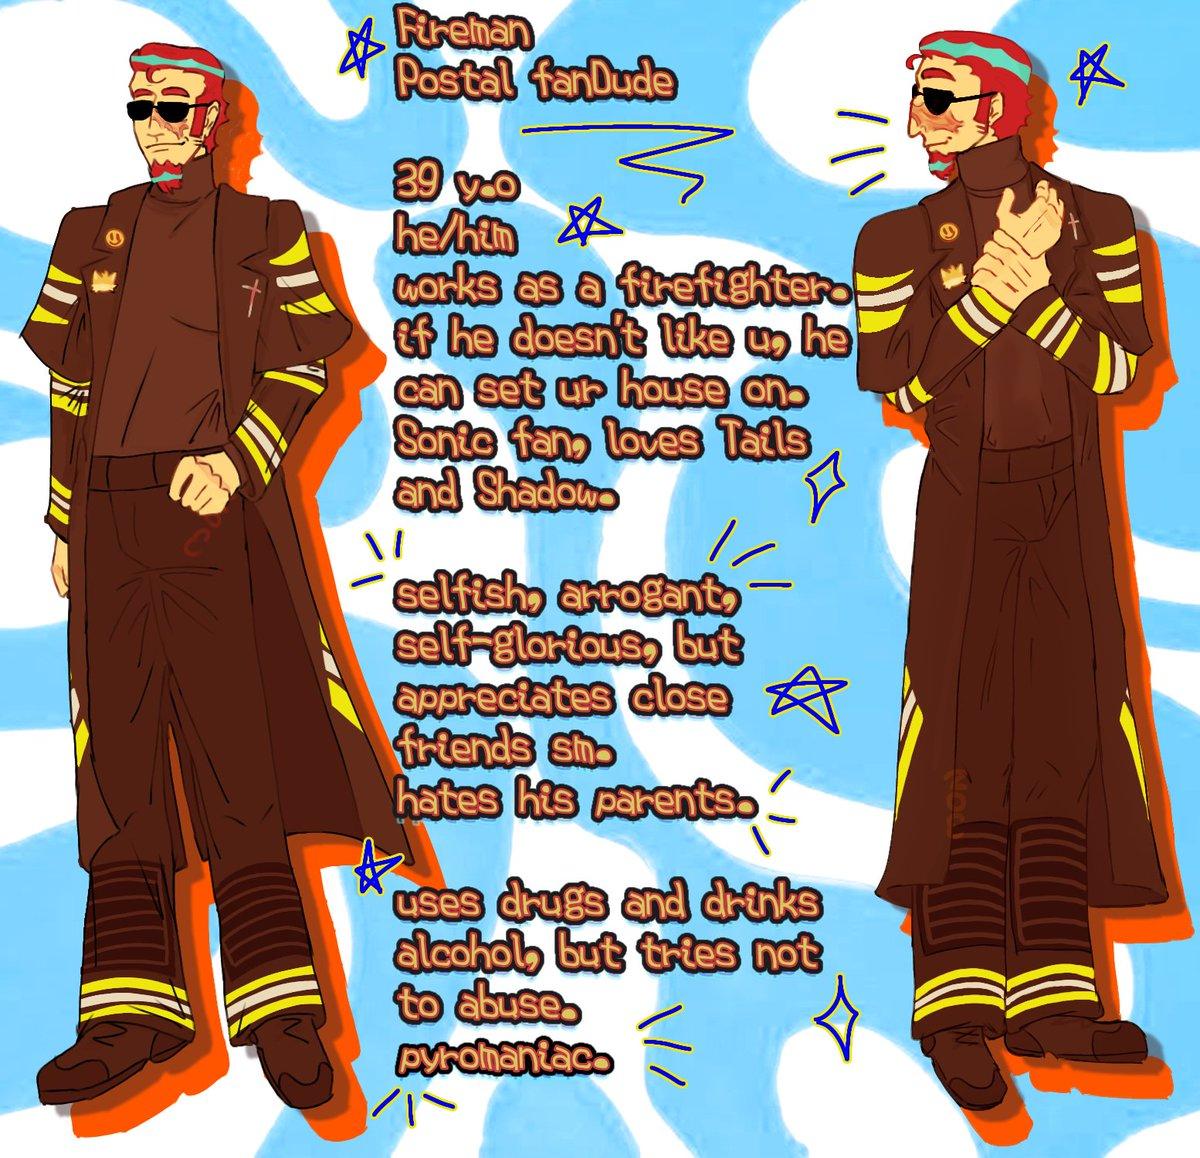 Fireman
Postal fanDude
39 y.o
he/him
works as a firefighter.
if he doesn't like u, he
can set ur house on.
Sonic fan, loves Tails
and Shadow.
selfish, arrogant,
self-glorious, but
appreciates close
friends sm.
hates his parents.
uses drugs and drinks
alcohol, but tries not
to abuse.
pyromaniac.